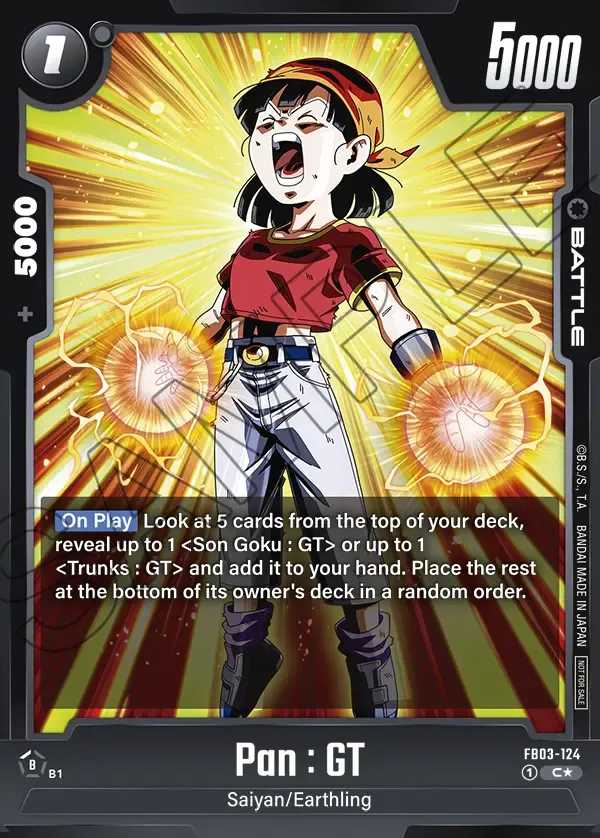 1
5000
+ 5000
BATTLE
SAMPLE
On Play Look at 5 cards from the top of your deck,
reveal up to 1 <Son Goku : GT> or up to 1
<Trunks : GT> and add it to your hand. Place the rest
at the bottom of its owner's deck in a random order.
©B.S./S., T.A. BANDAI MADE IN JAPAN
NOT FOR SALE
B B1
Pan : GT
FB03-124
1 C★
Saiyan/Earthling